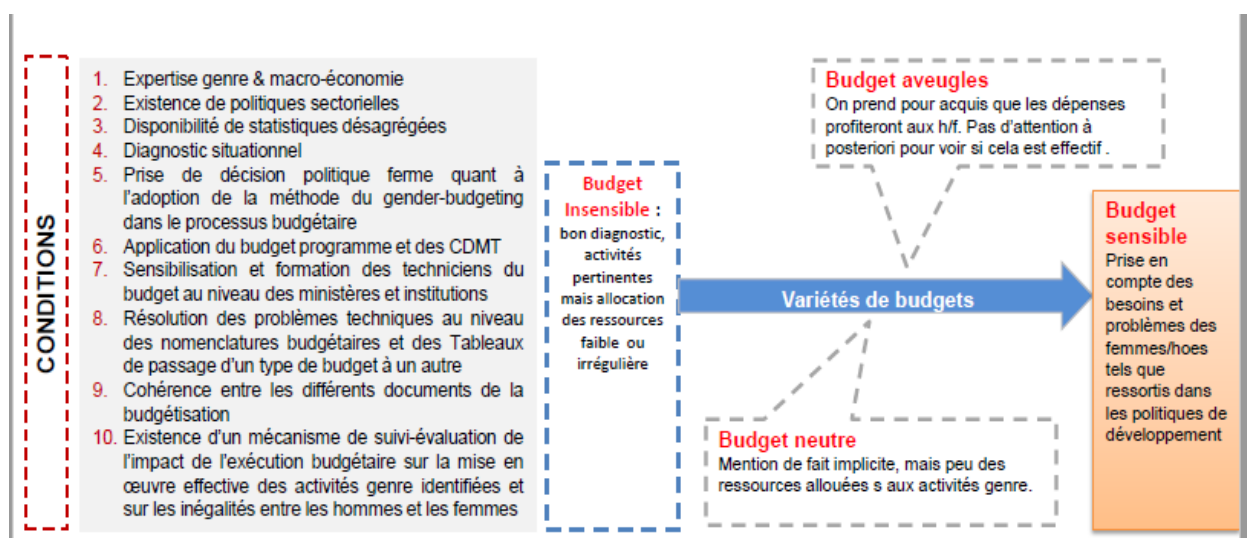 CONDITIONS
1. Expertise genre & macro-économie
2. Existence de politiques sectorielles
3. Disponibilité de statistiques désagrégées
4. Diagnostic situationnel
5. Prise de décision politique ferme quant à
l'adoption de la méthode du gender-budgeting
dans le processus budgétaire
6. Application du budget programme et des CDMT
7. Sensibilisation et formation des techniciens du
budget au niveau des ministères et institutions
8. Résolution des problèmes techniques au niveau
des nomenclatures budgétaires et des Tableaux
de passage d'un type de budget à un autre
9. Cohérence entre les différents documents de la
budgétisation
10. Existence d'un mécanisme de suivi-évaluation de
l'impact de l'exécution budgétaire sur la mise en
œuvre effective des activités genre identifiées et
sur les inégalités entre les hommes et les femmes
Budget
Insensible :
bon diagnostic,
activités
pertinentes
mais allocation
des ressources
faible ou
irrégulière
Budget aveugles
On prend pour acquis que les dépenses
profiteront aux h/f. Pas d'attention à
posteriori pour voir si cela est effectif .
Variétés de budgets
Budget neutre
Mention de fait implicite, mais peu des
ressources allouées s aux activités genre.
Budget
sensible
Prise en
compte des
besoins et
problèmes des
femmes/hoes
tels que
ressortis dans
les politiques de
développement